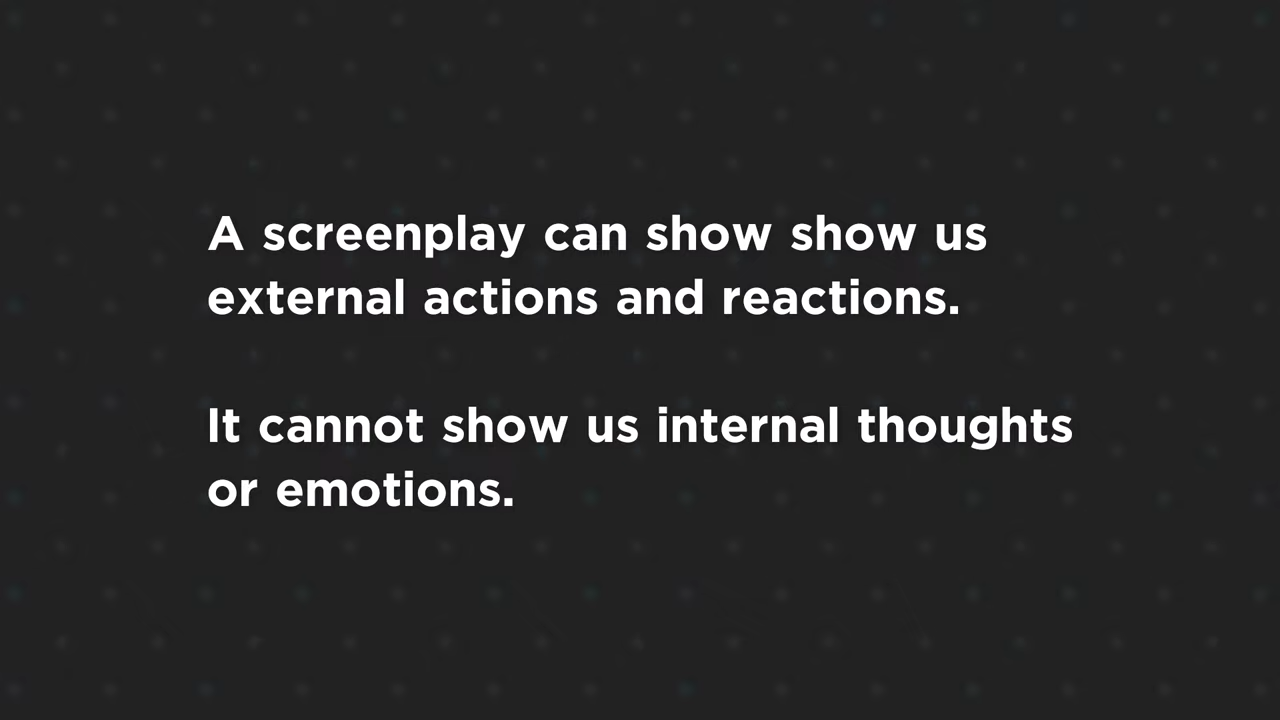 A screenplay can show show us
external actions and reactions.
It cannot show us internal thoughts
or emotions.